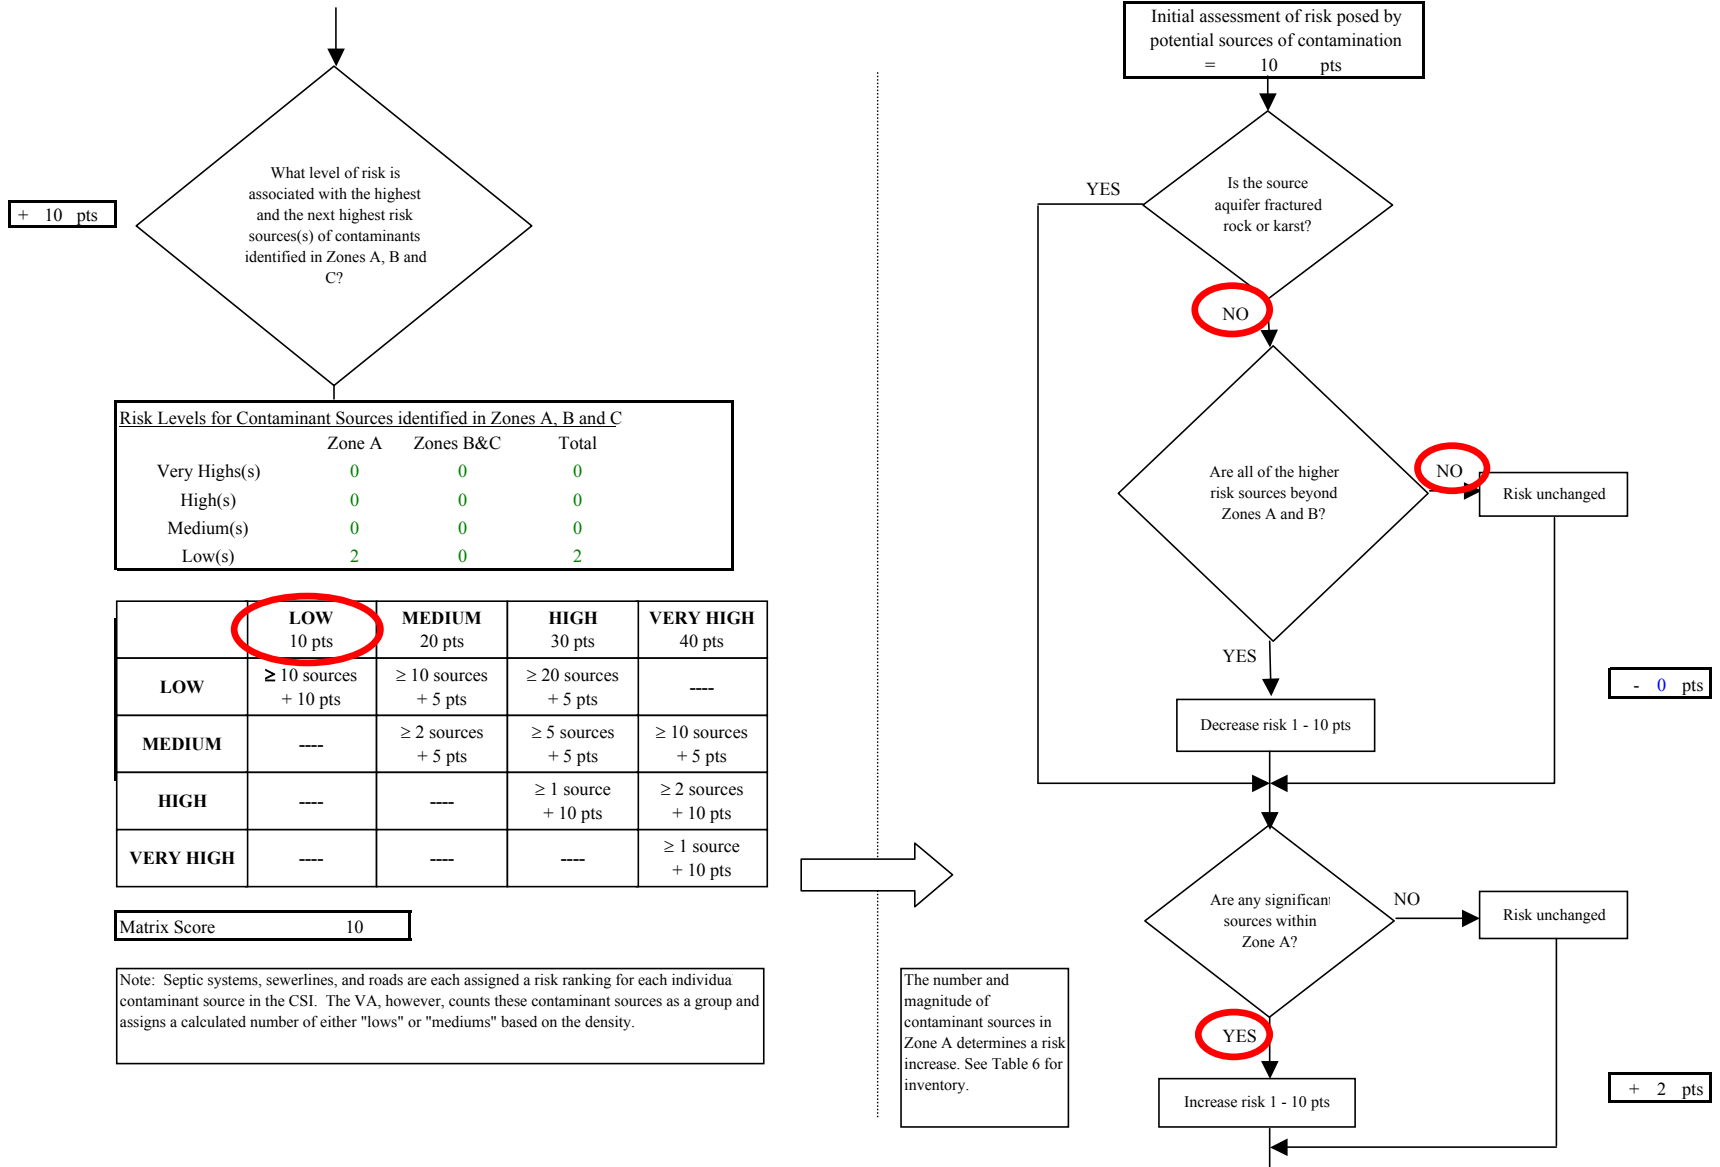 What level of risk is
associated with the highest
and the next highest risk
sources(s) of contaminants
identified in Zones A, B and
C?
+ 10 pts
Risk Levels for Contaminant Sources identified in Zones A, B and C
Zone A Zones B&C Total
Very Highs(s) 0 0 0
High(s) 0 0 0
Medium(s) 0 0 0
Low(s) 2 0 2
LOW MEDIUM HIGH VERY HIGH
10 pts 20 pts 30 pts 40 pts
LOW ≥ 10 sources ≥ 10 sources ≥ 20 sources ----
+ 10 pts + 5 pts + 5 pts
MEDIUM ---- ≥ 2 sources ≥ 5 sources ≥ 10 sources
+ 5 pts + 5 pts + 5 pts
HIGH ---- ---- ≥ 1 source ≥ 2 sources
+ 10 pts + 10 pts
VERY HIGH ---- ---- ---- ≥ 1 source
+ 10 pts
Matrix Score 10
Note: Septic systems, sewerlines, and roads are each assigned a risk ranking for each individua
contaminant source in the CSI. The VA, however, counts these contaminant sources as a group and
assigns a calculated number of either "lows" or "mediums" based on the density.
Initial assessment of risk posed by
potential sources of contamination
= 10 pts
Is the source
aquifer fractured
rock or karst?
YES
NO
Are all of the higher
risk sources beyond
Zones A and B?
NO
Risk unchanged
YES
Decrease risk 1 - 10 pts
- 0 pts
Are any significant
sources within
Zone A?
NO
Risk unchanged
YES
The number and
magnitude of
contaminant sources in
Zone A determines a risk
increase. See Table 6 for
inventory.
Increase risk 1 - 10 pts
+ 2 pts